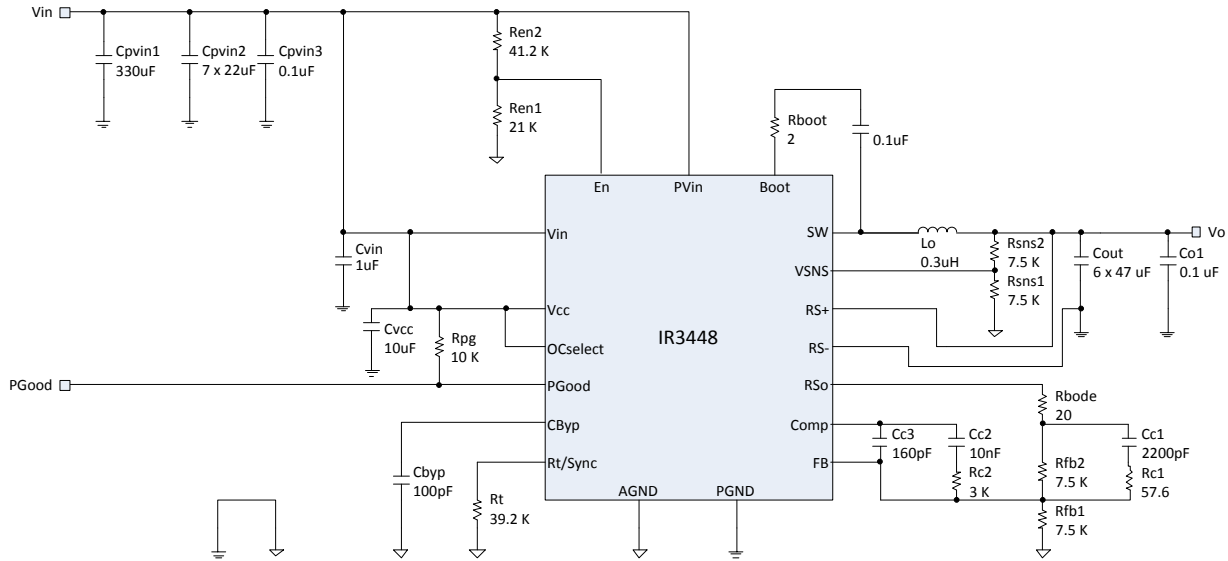 Vin
Cpvin1
330uF
Cpvin2
7 x 22uF
Cpvin3
0.1uF
Ren2
41.2 K
Ren1
21 K
Rboot
2
0.1uF
En
PVin
Boot
Vin
Cvin
1uF
SW
Lo
0.3uH
Rsns2
7.5 K
Rsns1
7.5 K
Vo
Cout
6 x 47 uF
Co1
0.1 uF
VSNS
Vcc
Cvcc
10uF
Rpg
10 K
OCselect
IR3448
RS+
RS-
PGood
PGood
RSo
Rbode
20
CByp
Comp
Cc3
160pF
Cc2
10nF
Rc2
3 K
Cc1
2200pF
Rc1
57.6
Rfb2
7.5 K
Rfb1
7.5 K
Rt/Sync
FB
Cbyp
100pF
Rt
39.2 K
AGND
PGND